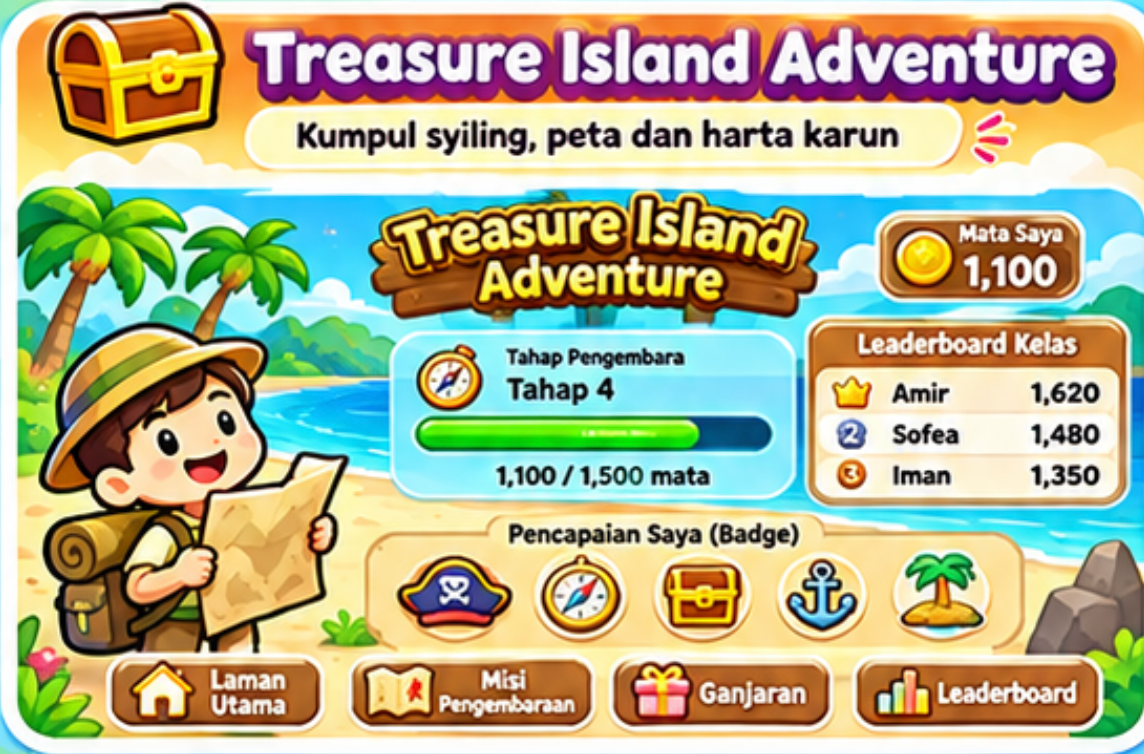 Treasure Island Adventure
Kumpul syiling, peta dan harta karun
Treasure Island
Adventure
Mata Saya
1,100
Tahap Pengembara
Tahap 4
1,100 / 1,500 mata
Leaderboard Kelas
Amir 1,620
2 Sofea 1,480
3 Iman 1,350
Pencapaian Saya (Badge)
Laman
Utama
Misi
Pengembaraan
Ganjaran
Leaderboard